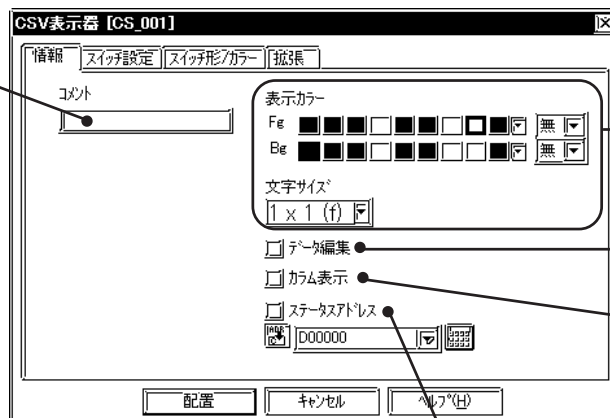 CSV表示器 [CS_001]
情報 スイッチ設定 スイッチ形/カラー 拡張
コメント
表示カラー
Fg 無
Bg 無
文字サイズ
1 x 1 (f)
データ編集
カラム表示
ステータスアドレス
D00000
配置 キャンセル ヘルプ(H)